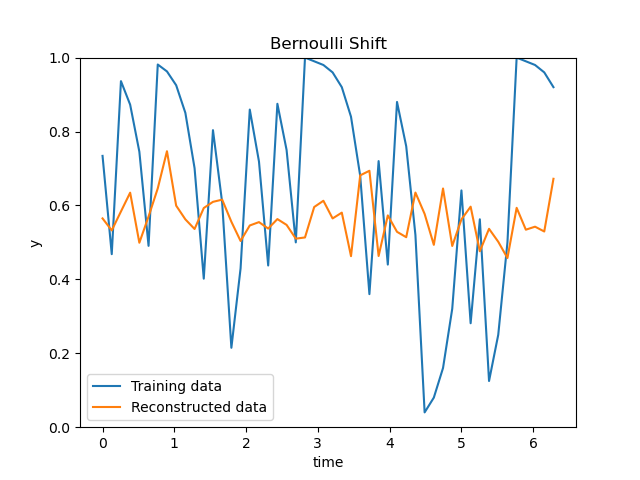 Bernoulli Shift
1.0
0.8
0.6
0.4
0.2
0.0
y
Training data
Reconstructed data
0 1 2 3 4 5 6
time